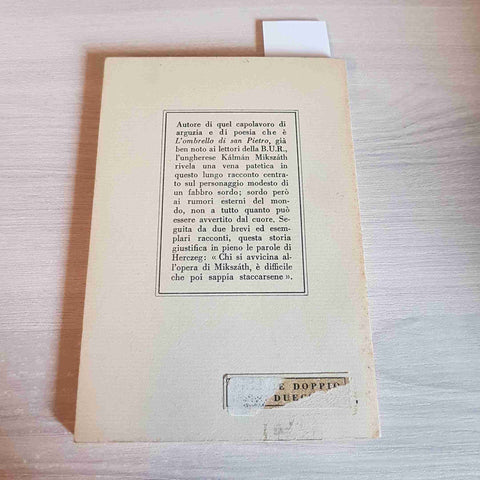 Autore di quel capolavoro di
arguzia e di poesia che è
L'ombrello di san Pietro, già
ben noto ai lettori della B.U.R.,
l'ungherese Kálmán Mikszáth
rivela una vena patetica in
questo lungo racconto centra-
to sul personaggio modesto di
un fabbro sordo; sordo però
ai rumori esterni del mon-
do, non a tutto quanto può
essere avvertito dal cuore. Se-
guita da due brevi ed esem-
plari racconti, questa storia
giustifica in pieno le parole di
Herczeg: « Chi si avvicina al-
l'opera di Mikszáth, è difficile
che poi sappia staccarsene ».
E DOPPIO
DUEC